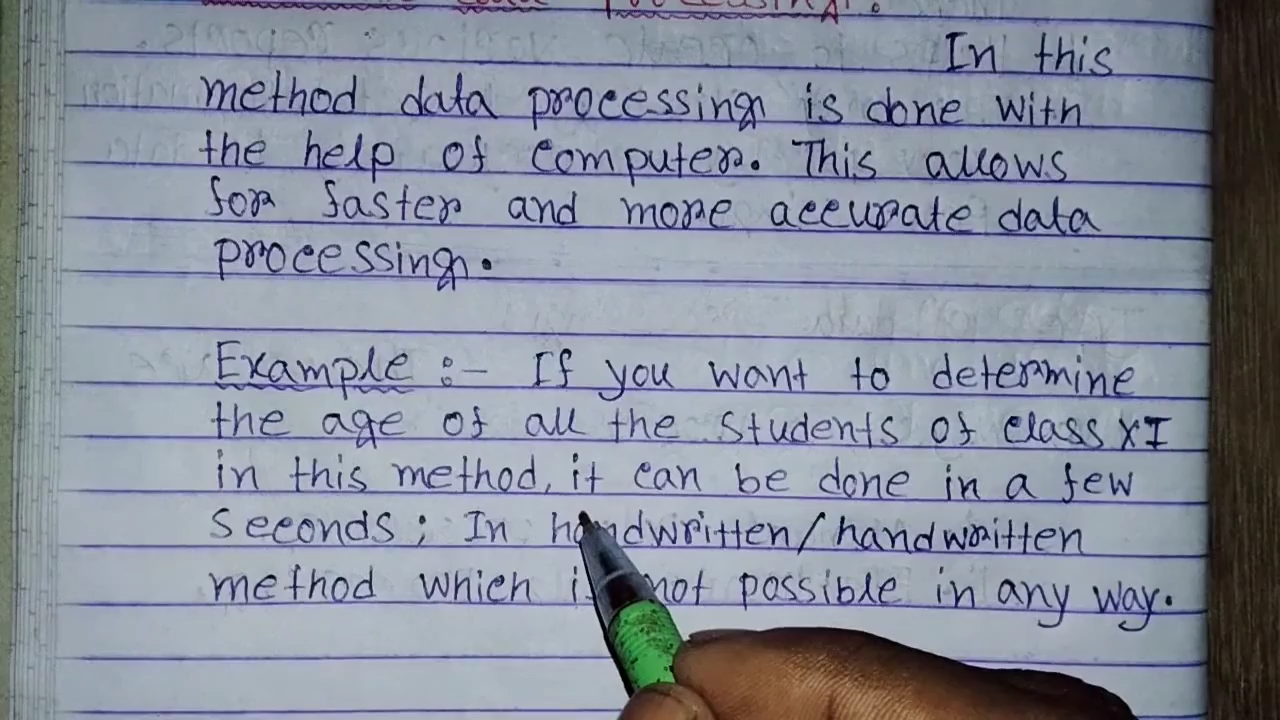 In this
method data processing is done with
the help of computer. This allows
for faster and more accurate data
processing.
Example :- If you want to determine
the age of all the students of class XI
in this method, it can be done in a few
seconds; In handwritten/handwritten
method which is not possible in any way.